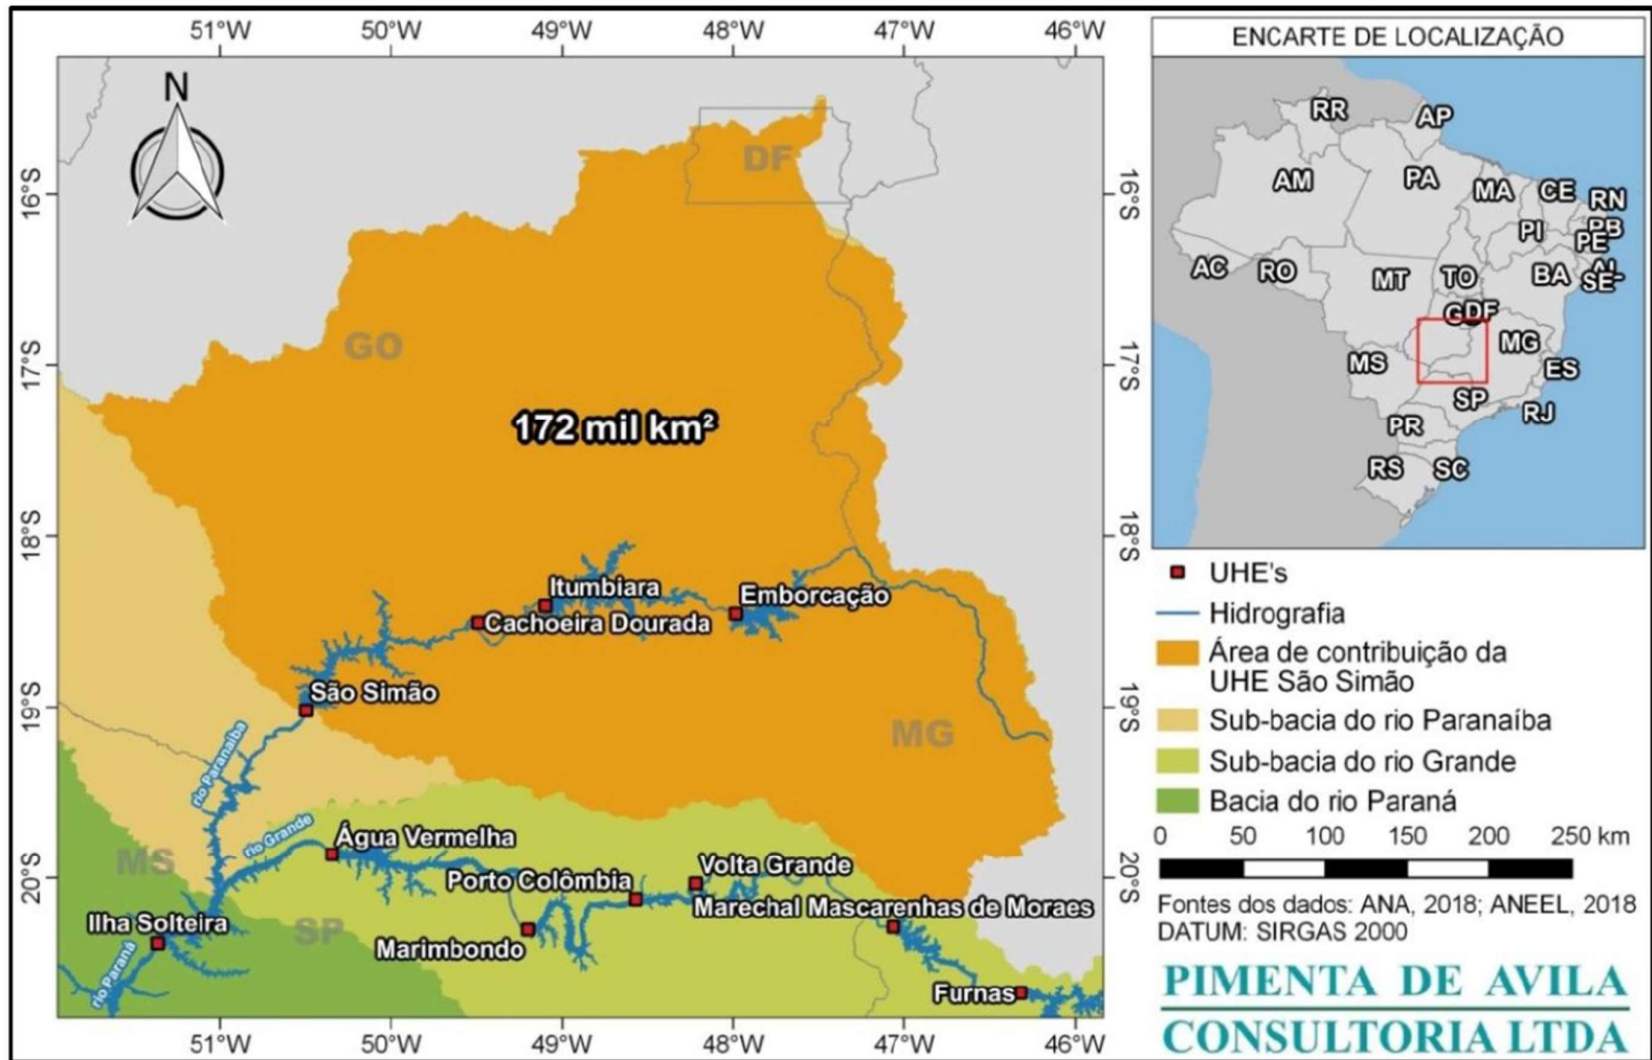 51°W 50°W 49°W 48°W 47°W 46°W
N
16°S
17°S
18°S
19°S
20°S
DF
GO
172 mil km²
Itumbiara
Emborcação
Cachoeira Dourada
São Simão
MG
rio Paranaíba
rio Grande
Água Vermelha
MS
Volta Grande
Porto Colômbia
Marechal Mascarenhas de Moraes
Ilha Solteira
SP
Marimbondo
rio Paraná
Furnas
16°S
17°S
18°S
19°S
20°S
51°W 50°W 49°W 48°W 47°W 46°W
ENCARTE DE LOCALIZAÇÃO
RR
AP
AM
PA
MA
CE
RN
PB
PI
PE
AC
RO
MT
TO
BA
SE
DF
MG
MS
ES
SP
RJ
PR
RS
SC
UHE's
Hidrografia
Área de contribuição da
UHE São Simão
Sub-bacia do rio Paranaíba
Sub-bacia do rio Grande
Bacia do rio Paraná
0 50 100 150 200 250 km
Fontes dos dados: ANA, 2018; ANEEL, 2018
DATUM: SIRGAS 2000
PIMENTA DE AVILA
CONSULTORIA LTDA